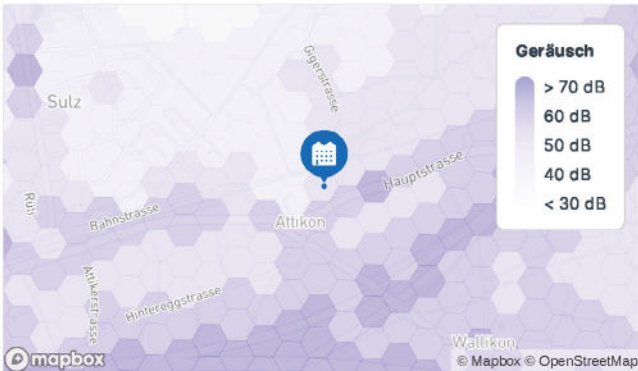 Geräusch
> 70 dB
60 dB
50 dB
40 dB
< 30 dB
Gigerstrasse
Sulz
Hauptstrasse
Rüti
Bahnstrasse
Attikon
Attikerstrasse
Hintereggstrasse
Wallikon
mapbox
© Mapbox © OpenStreetMap